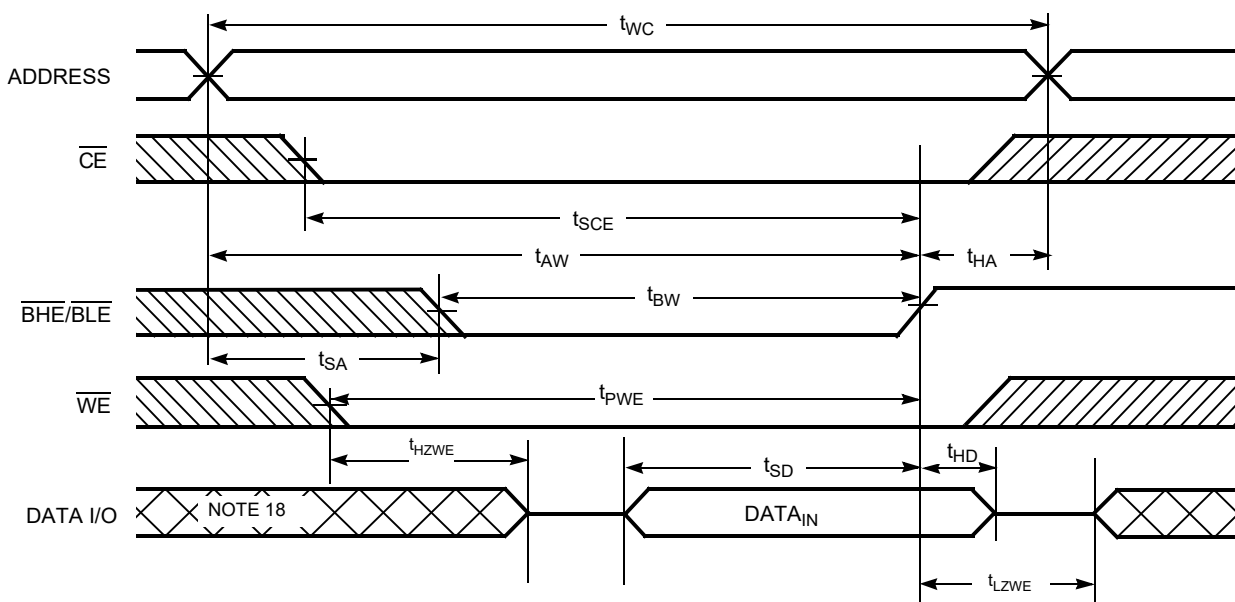 tWC
ADDRESS
CE
tSCE
tAW
tHA
BHE/BLE
tBW
tSA
WE
tPWE
tHZWE
tSD
tHD
DATA I/O
NOTE 18
DATAIN
tLZWE